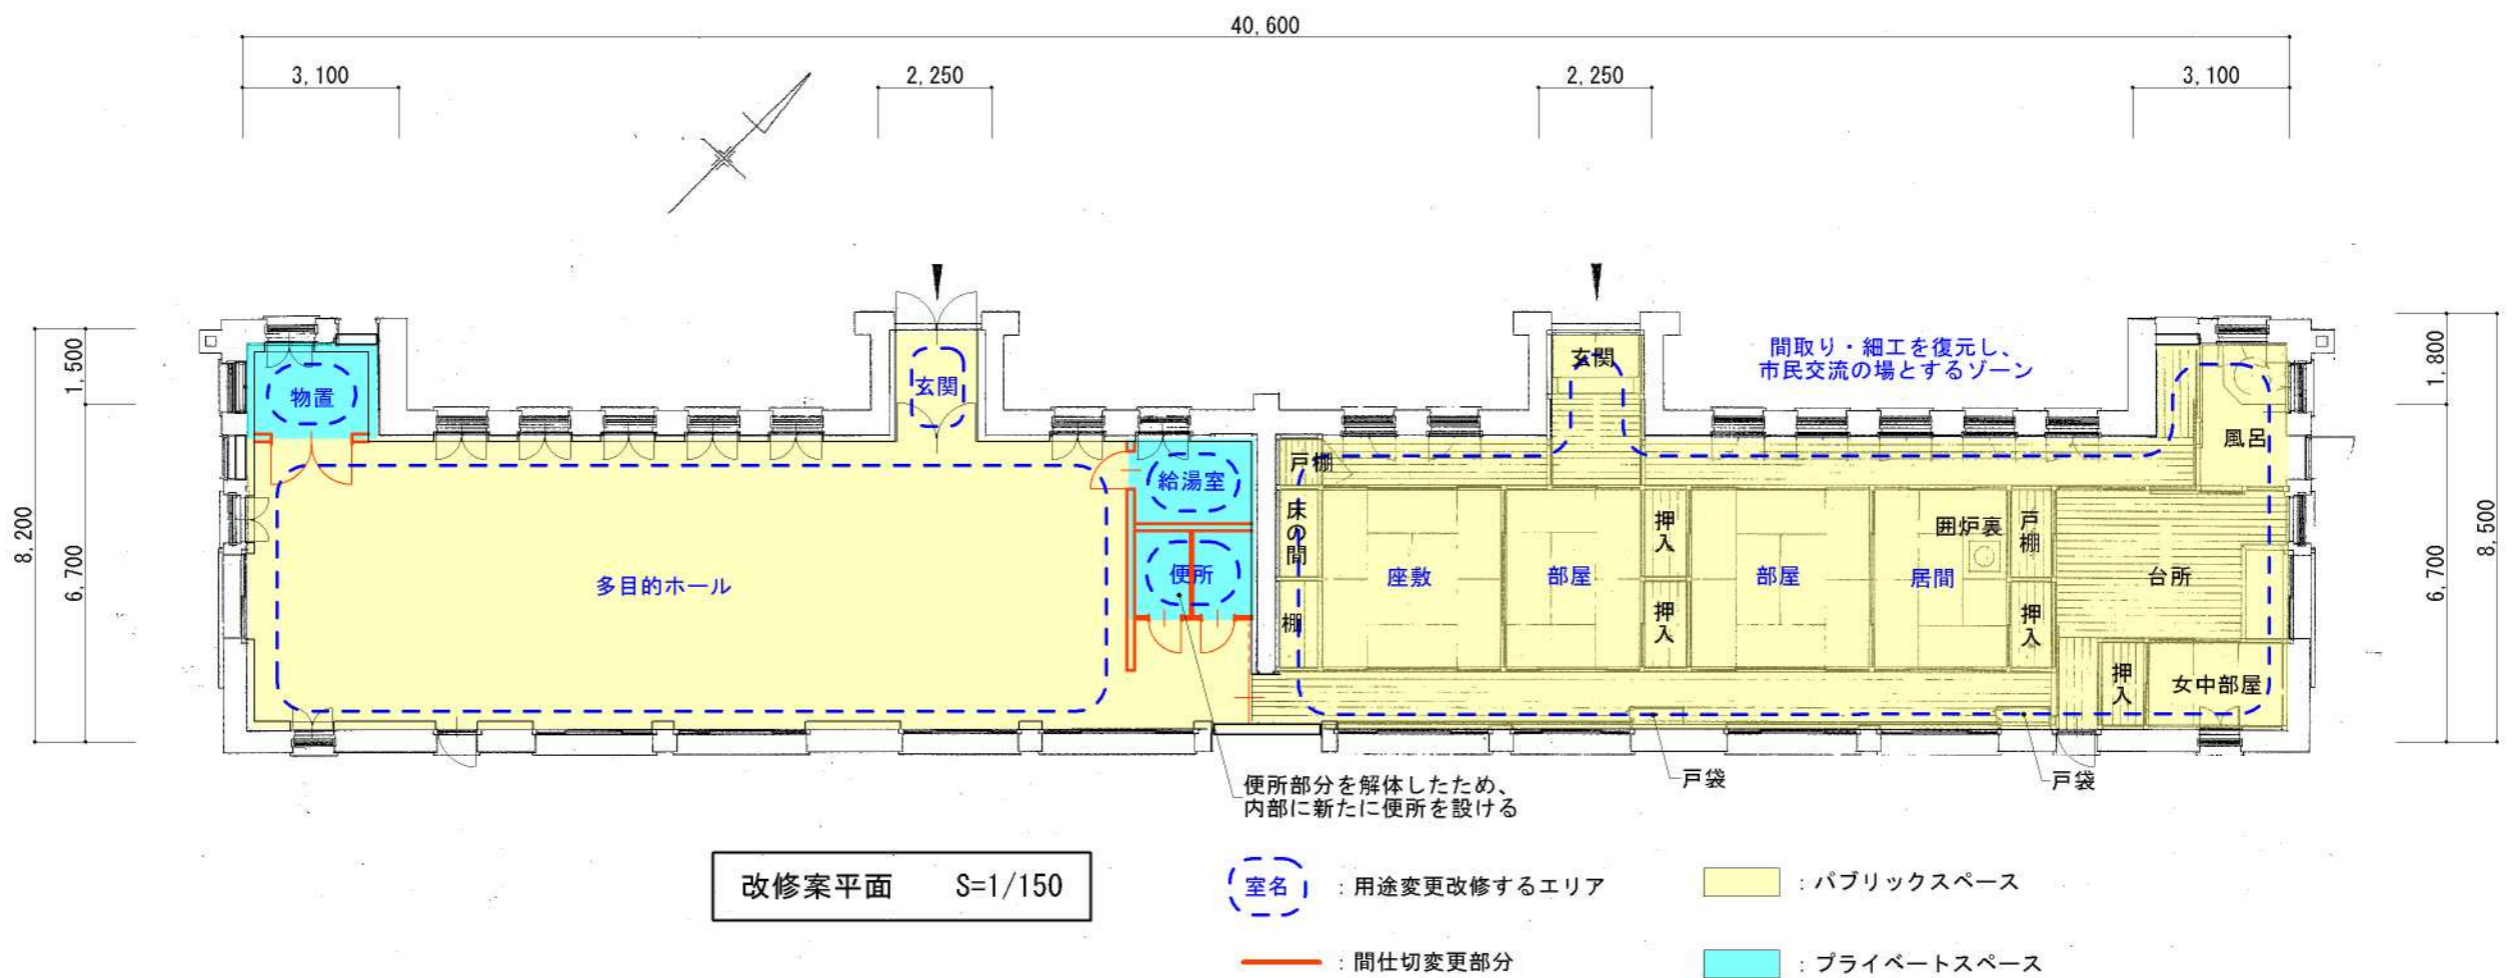 40,600
3,100
2,250
2,250
3,100
1,500
8,200
6,700
1,800
6,700
8,500
物置
玄関
玄関
間取り・細工を復元し、
市民交流の場とするゾーン
給湯室
戸棚
風呂
床の間
押入
囲炉裏
戸棚
多目的ホール
便所
座敷
部屋
部屋
居間
台所
棚
押入
押入
押入
女中部屋
便所部分を解体したため、
内部に新たに便所を設ける
戸袋
戸袋
改修案平面 S=1/150
室名 :用途変更改修するエリア
:パブリックスペース
:間仕切変更部分
:プライベートスペース